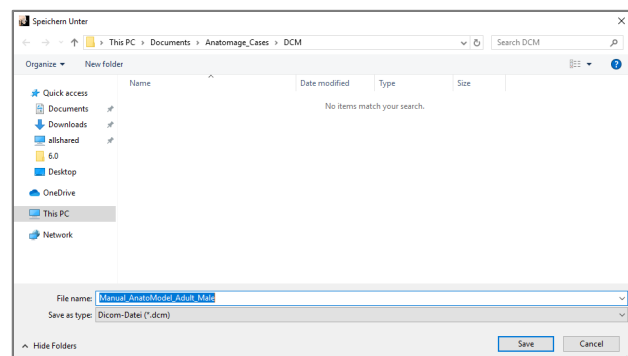 Speichern Unter
This PC > Documents > Anatomage_Cases > DCM
Search DCM
Organize
New folder
Name
Date modified
Type
Size
No items match your search.
Quick access
Documents
Downloads
allshared
6.0
Desktop
OneDrive
This PC
Network
File name: Manual_AnatoModel_Adult_Male
Save as type: Dicom-Datei (*.dcm)
Hide Folders
Save
Cancel